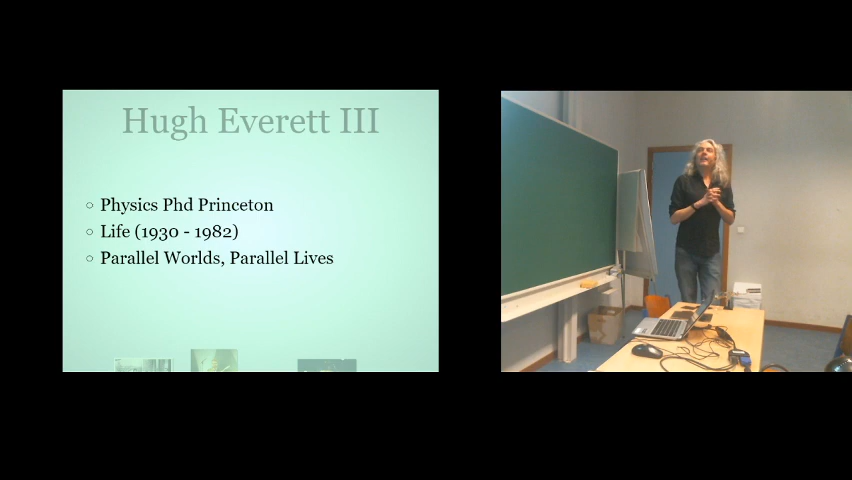 Hugh Everett III
Physics Phd Princeton
Life (1930 - 1982)
Parallel Worlds, Parallel Lives